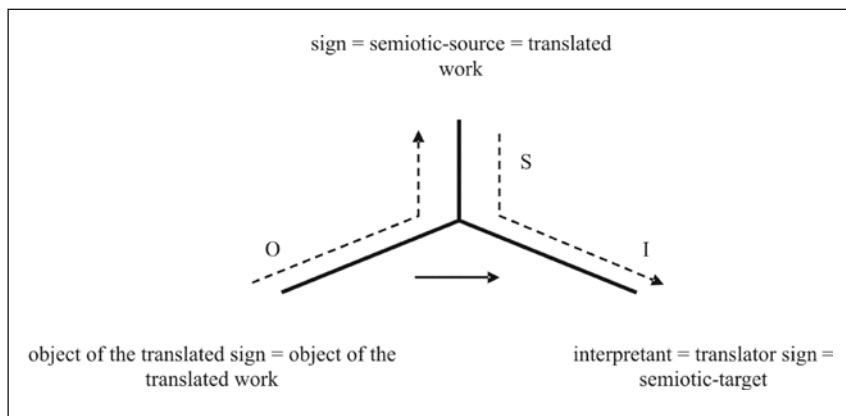 sign = semiotic-source = translated
work
S
O
I
object of the translated sign = object of the
translated work
interpretant = translator sign =
semiotic-target